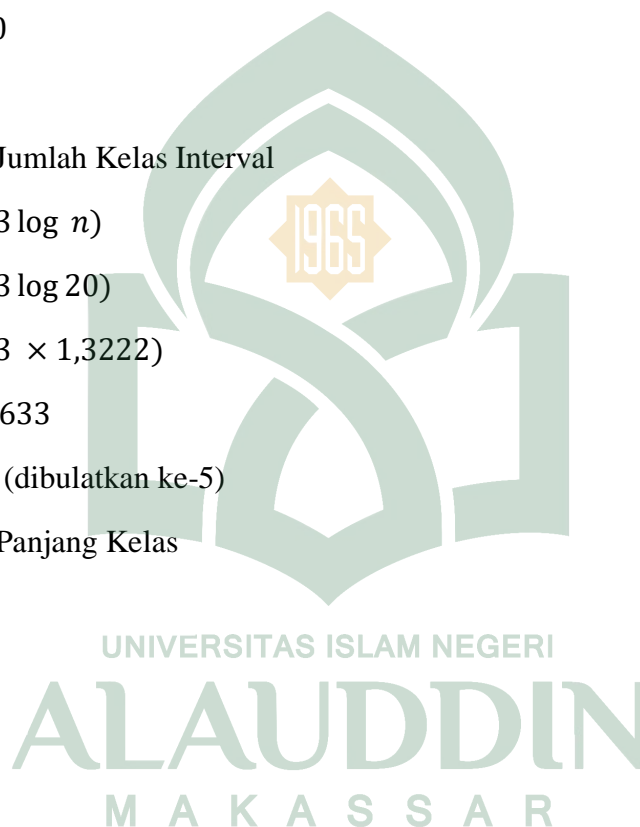 0
Jumlah Kelas Interval
3 log n)
1965
3 log 20)
3 × 1,3222)
633
(dibulatkan ke-5)
Panjang Kelas
UNIVERSITAS ISLAM NEGERI
ALAUDDIN
MAKASSAR